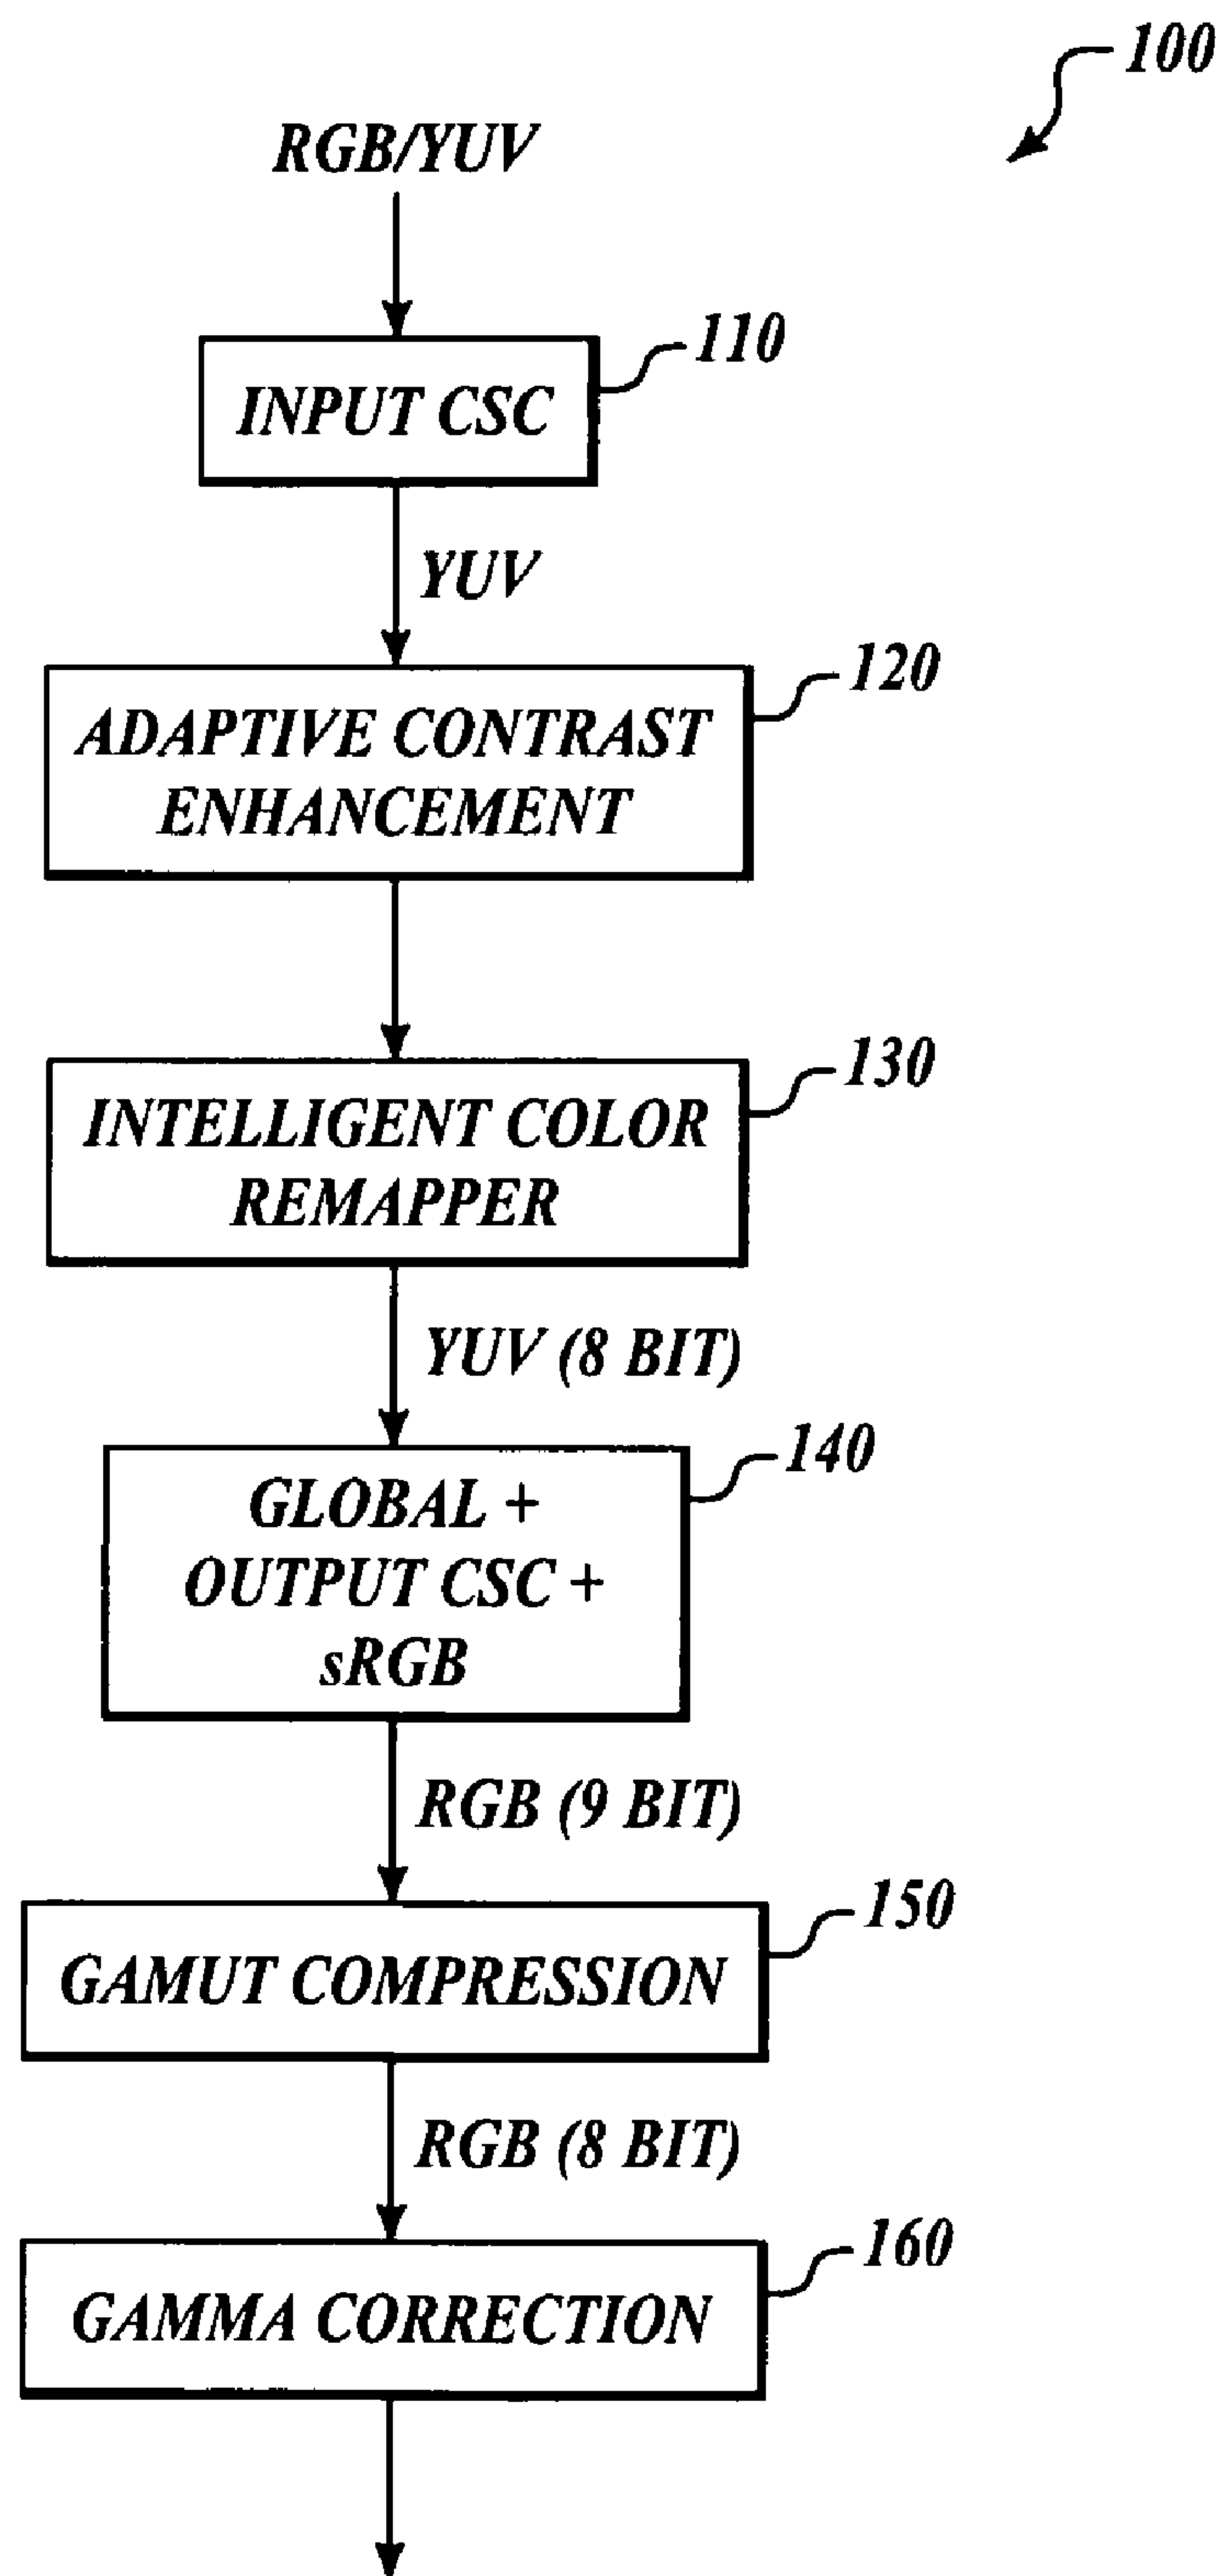 100
RGB/YUV
110
INPUT CSC
YUV
120
ADAPTIVE CONTRAST
ENHANCEMENT
130
INTELLIGENT COLOR
REMAPPER
YUV (8 BIT)
140
GLOBAL +
OUTPUT CSC +
sRGB
RGB (9 BIT)
150
GAMUT COMPRESSION
RGB (8 BIT)
160
GAMMA CORRECTION